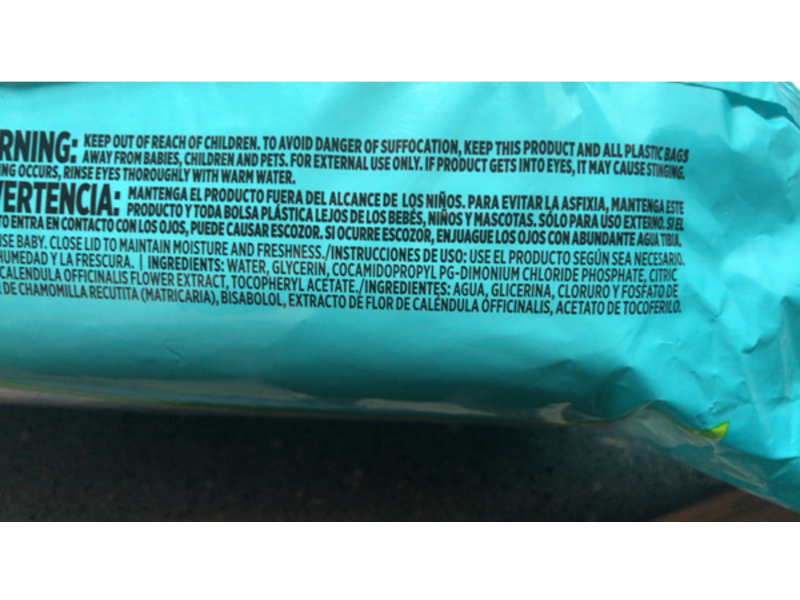 RNING: KEEP OUT OF REACH OF CHILDREN. TO AVOID DANGER OF SUFFOCATION, KEEP THIS PRODUCT AND ALL PLASTIC BAGS
AWAY FROM BABIES, CHILDREN AND PETS. FOR EXTERNAL USE ONLY. IF PRODUCT GETS INTO EYES, IT MAY CAUSE STINGING.
NG OCCURS, RINSE EYES THOROUGHLY WITH WARM WATER.
VERTENCIA: MANTENGA EL PRODUCTO FUERA DEL ALCANCE DE LOS NIÑOS. PARA EVITAR LA ASFIXIA, MANTENGA ESTE
PRODUCTO Y TODA BOLSA PLÁSTICA LEJOS DE LOS BEBÉS, NIÑOS Y MASCOTAS. SÓLO PARA USO EXTERNO. SI EL
TO ENTRA EN CONTACTO CON LOS OJOS, PUEDE CAUSAR ESCOZOR. SI OCURRE ESCOZOR, ENJUAGUE LOS OJOS CON ABUNDANTE AGUA TIBIA.
ISE BABY. CLOSE LID TO MAINTAIN MOISTURE AND FRESHNESS./INSTRUCCIONES DE USO: USE EL PRODUCTO SEGÚN SEA NECESARIO.
HUMEDAD Y LA FRESCURA. | INGREDIENTS: WATER, GLYCERIN, COCAMIDOPROPYL PG-DIMONIUM CHLORIDE PHOSPHATE, CITRIC
CALENDULA OFFICINALIS FLOWER EXTRACT, TOCOPHERYL ACETATE./INGREDIENTES: AGUA, GLICERINA, CLORURO Y FOSFATO DE
DE CHAMOMILLA RECUTITA (MATRICARIA), BISABOLOL, EXTRACTO DE FLOR DE CALÉNDULA OFFICINALIS, ACETATO DE TOCOFERILO.